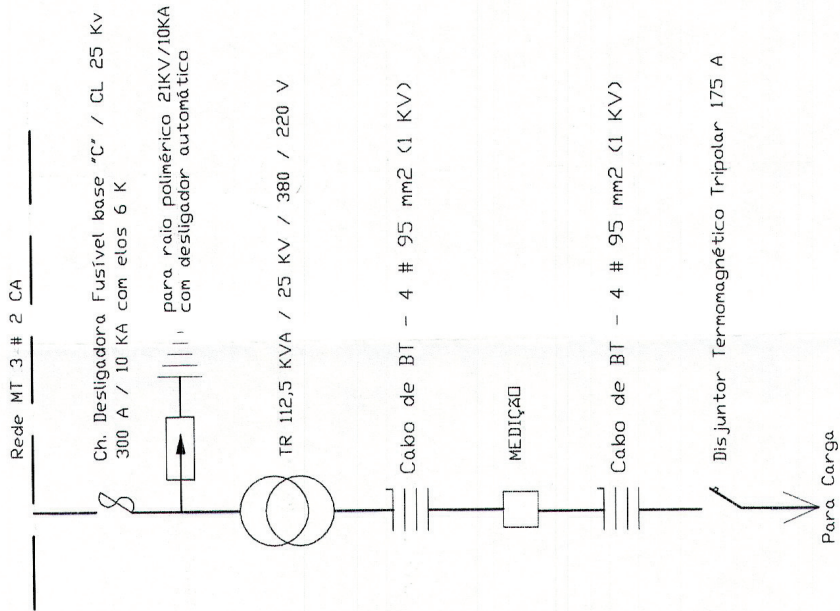 Rede MT 3 # 2 CA
Ch. Desligadora Fusível base "C" / CL 25 Kv
300 A / 10 KA com elos 6 K
para raio polimérico 21KV/10KA
com desligador automático
TR 112,5 KVA / 25 KV / 380 / 220 V
Cabo de BT - 4 # 95 mm2 (1 KV)
MEDIÇÃO
Cabo de BT - 4 # 95 mm2 (1 KV)
Disjuntor Termomagnético Tripolar 175 A
Para Carga